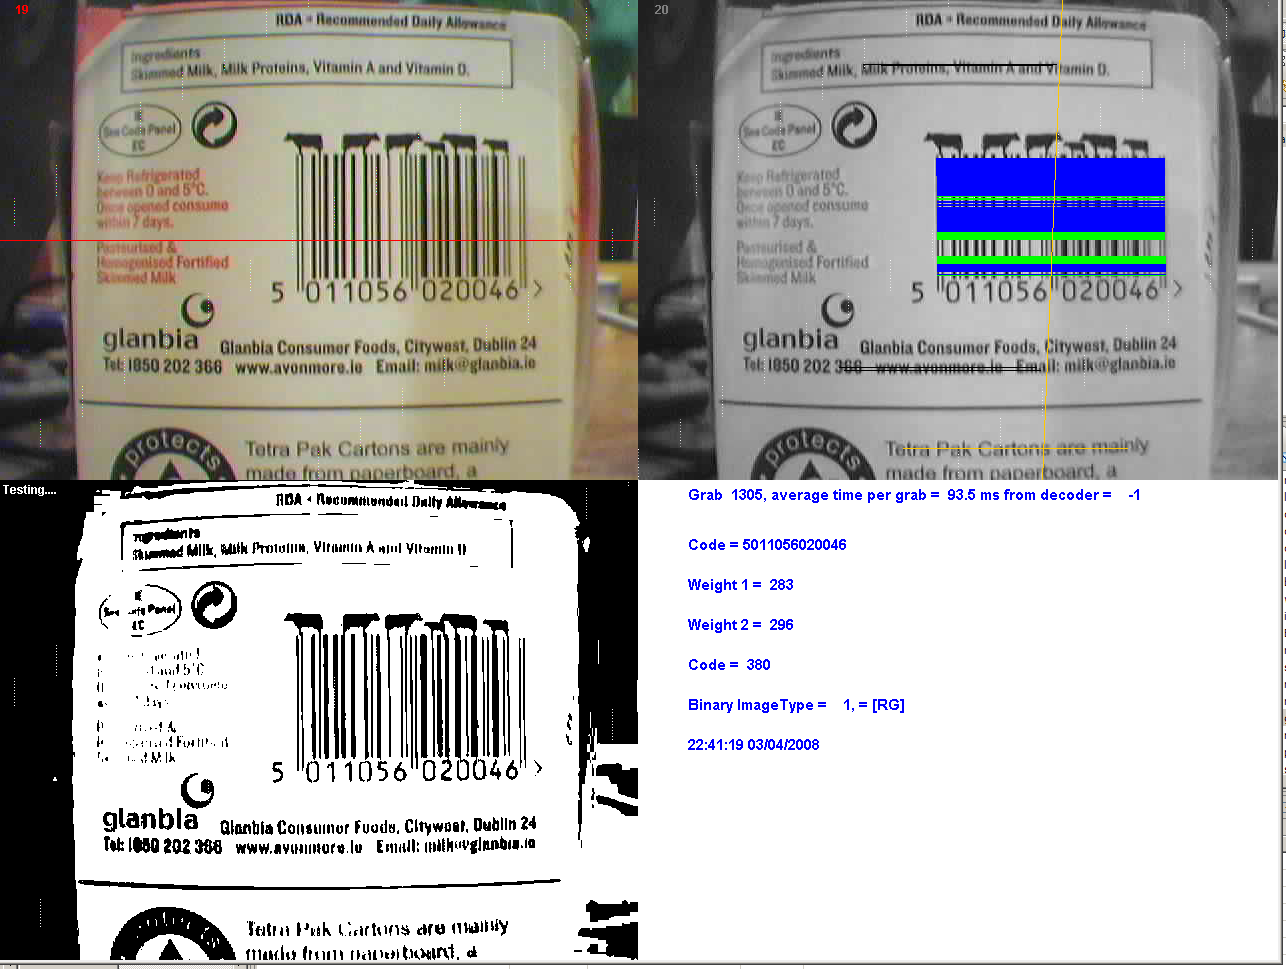 19
RDA = Recommended Daily Allowance
Ingredients
Skimmed Milk, Milk Proteins, Vitamin A and Vitamin D.
IE
See Code Panel
EC
Keep Refrigerated
between 0 and 5°C.
Once opened consume
within 7 days.
Pasteurised &
Homogenised Fortified
Skimmed Milk
5 011056 020046 >
glanbia
Glanbia Consumer Foods, Citywest, Dublin 24
Tel: 1850 202 366 www.avonmore.ie Email: milk@glanbia.ie
protects
Tetra Pak Cartons are mainly
made from paperboard, a
20
RDA = Recommended Daily Allowance
Ingredients
Skimmed Milk, Milk Proteins, Vitamin A and Vitamin D.
IE
See Code Panel
EC
Keep Refrigerated
between 0 and 5°C.
Once opened consume
within 7 days.
Pasteurised &
Homogenised Fortified
Skimmed Milk
5 011056 020046 >
glanbia
Glanbia Consumer Foods, Citywest, Dublin 24
Tel: 1850 202 366 www.avonmore.ie Email: milk@glanbia.ie
protects
Tetra Pak Cartons are mainly
made from paperboard, a
Testing....
RDA = Recommended Daily Allowance
Ingredients
Skimmed Milk, Milk Proteins, Vitamin A and Vitamin D
IE
Panel
EC
and 5°C
7 days
&
Fortified
Milk
5 011056 020046 >
glanbia
Glanbia Consumer Foods, Citywest, Dublin 24
Tel: 1850 202 366 www.avonmore.ie Email: milk@glanbia.ie
Tetra Pak Cartons are mainly
made from paperboard, a
Grab 1305, average time per grab = 93.5 ms from decoder = -1
Code = 5011056020046
Weight 1 = 283
Weight 2 = 296
Code = 380
Binary ImageType = 1, = [RG]
22:41:19 03/04/2008